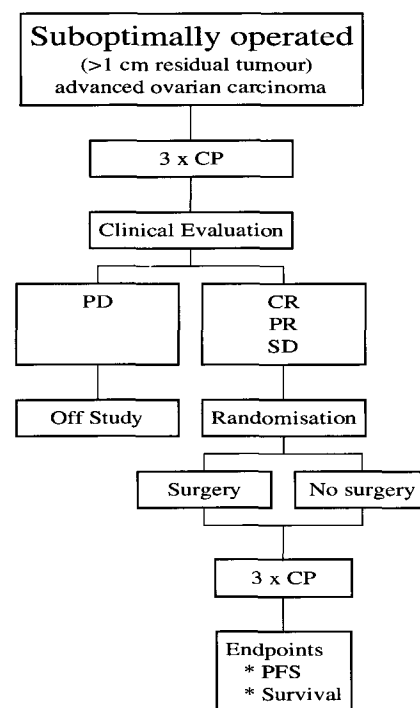 Suboptimally operated
(>1 cm residual tumour)
advanced ovarian carcinoma
3 x CP
Clinical Evaluation
PD
CR
PR
SD
Off Study
Randomisation
Surgery
No surgery
3 x CP
Endpoints
* PFS
* Survival